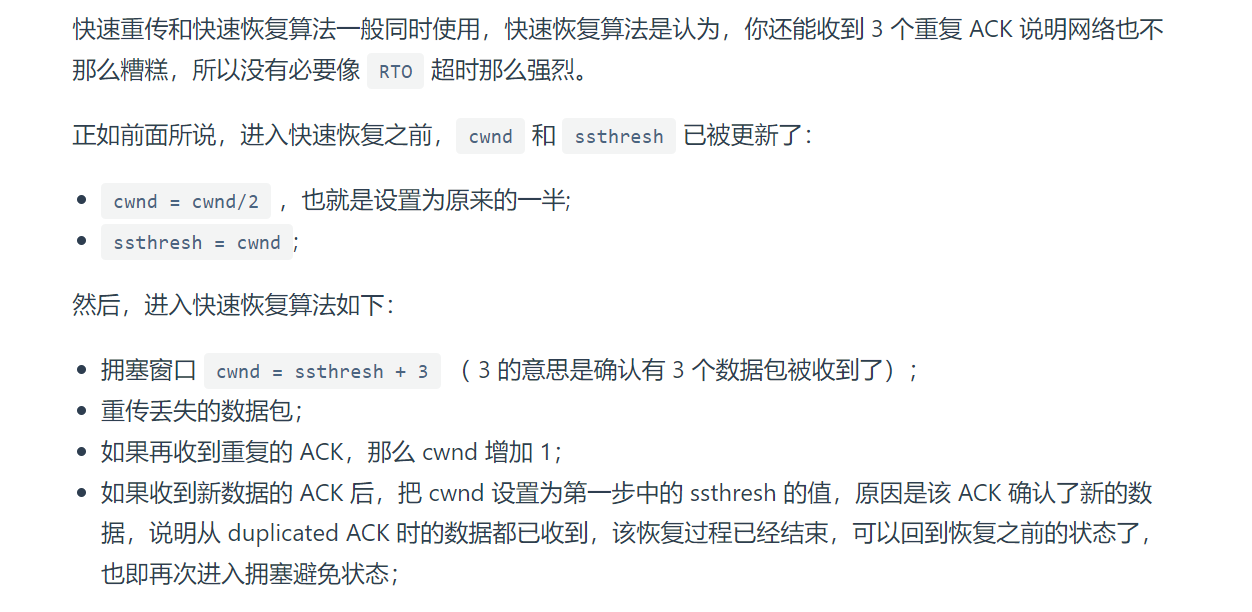 快速重传和快速恢复算法一般同时使用，快速恢复算法是认为，你还能收到 3 个重复 ACK 说明网络也不
那么糟糕，所以没有必要像 RTO 超时那么强烈。
正如前面所说，进入快速恢复之前，cwnd 和 ssthresh 已被更新了：
• cwnd = cwnd/2 ，也就是设置为原来的一半;
• ssthresh = cwnd ;
然后，进入快速恢复算法如下：
• 拥塞窗口 cwnd = ssthresh + 3 （ 3 的意思是确认有 3 个数据包被收到了）；
• 重传丢失的数据包；
• 如果再收到重复的 ACK，那么 cwnd 增加 1；
• 如果收到新数据的 ACK 后，把 cwnd 设置为第一步中的 ssthresh 的值，原因是该 ACK 确认了新的数
据，说明从 duplicated ACK 时的数据都已收到，该恢复过程已经结束，可以回到恢复之前的状态了，
也即再次进入拥塞避免状态；